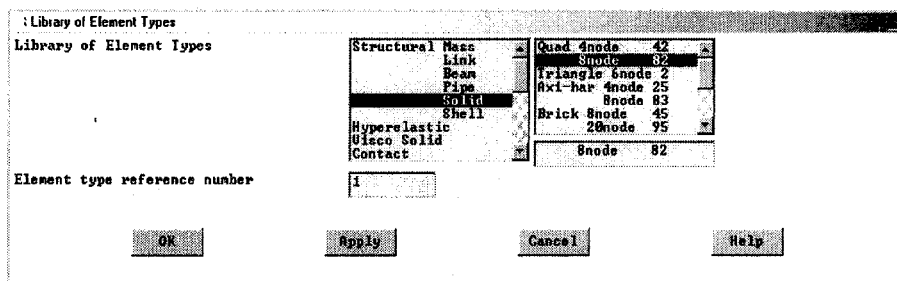 Library of Element Types
Library of Element Types
Structural Mass
Link
Beam
Pipe
Solid
Shell
Hyperelastic
Visco Solid
Contact
Quad 4node 42
8node 82
Triangle 6node 2
Axi-har 4node 25
8node 83
Brick 8node 45
20node 95
8node 82
Element type reference number
1
OK
Apply
Cancel
Help